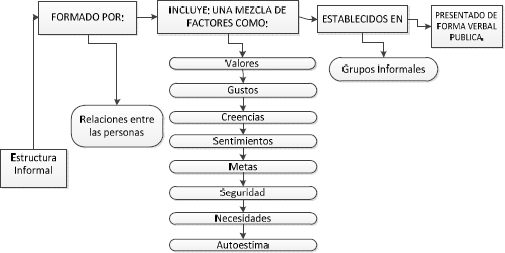 FORMADO POR:
INCLUYE: UNA MEZCLA DE
FACTORES COMO:
ESTABLECIDOS EN
PRESENTADO DE
FORMA VERBAL
PUBLICA.
Valores
Gustos
Creencias
Sentimientos
Metas
Seguridad
Necesidades
Autoestima
Grupos Informales
Relaciones entre
las personas
Estructura
Informal